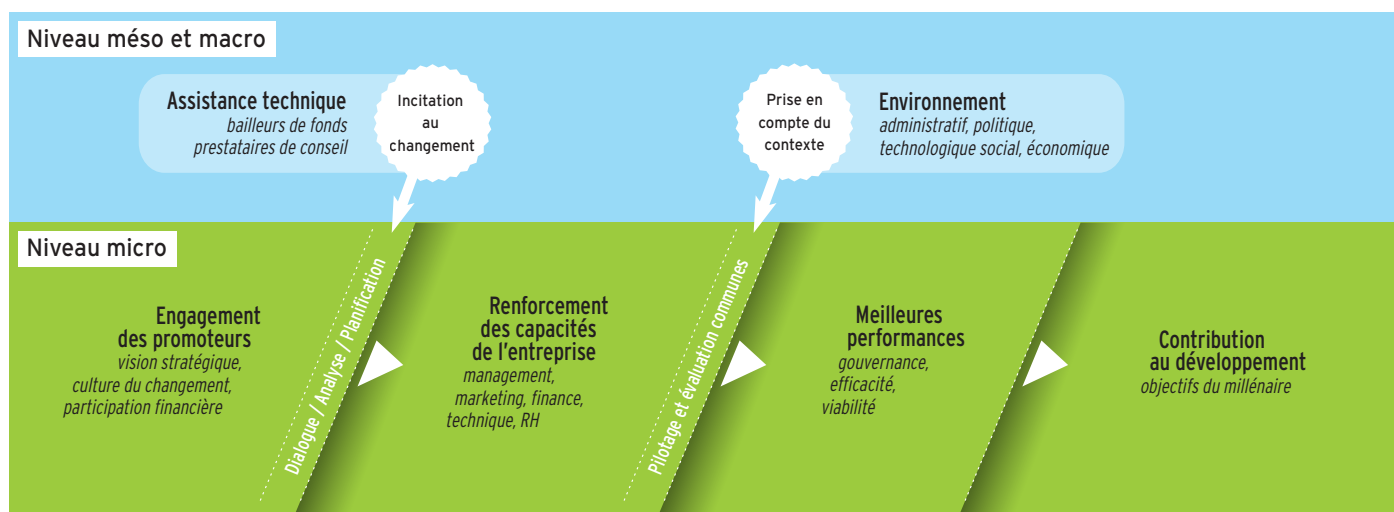 Niveau méso et macro
Assistance technique
bailleurs de fonds
prestataires de conseil
Incitation
au
changement
Prise en
compte du
contexte
Environnement
administratif, politique,
technologique social, économique
Niveau micro
Engagement
des promoteurs
vision stratégique,
culture du changement,
participation financière
Dialogue / Analyse / Planification
Renforcement
des capacités
de l'entreprise
management,
marketing, finance,
technique, RH
Pilotage et évaluation communes
Meilleures
performances
gouvernance,
efficacité,
viabilité
Contribution
au développement
objectifs du millénaire